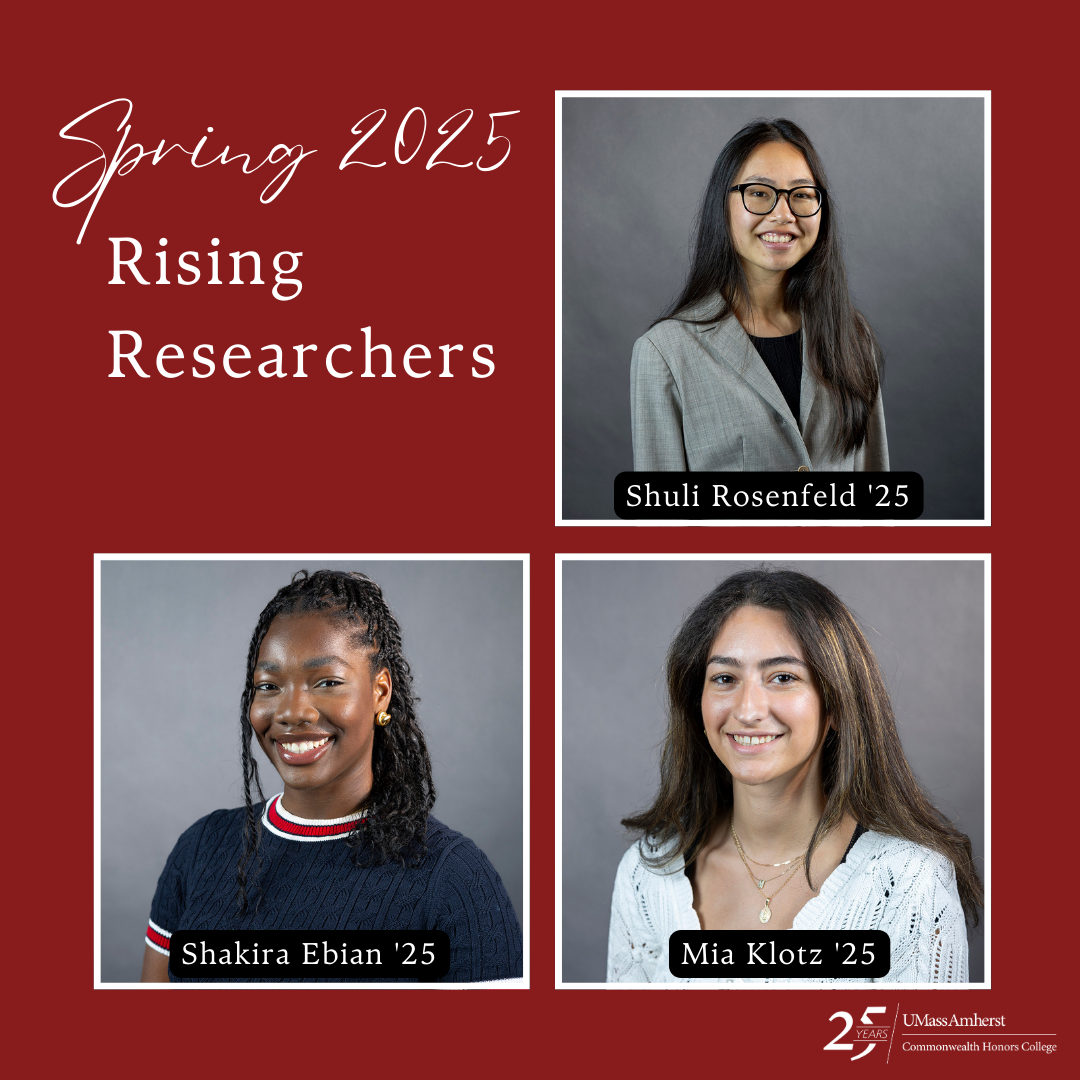 Spring 2025
Rising
Researchers
Shuli Rosenfeld '25
Shakira Ebian '25
Mia Klotz '25
25
YEARS
UMassAmherst
Commonwealth Honors College